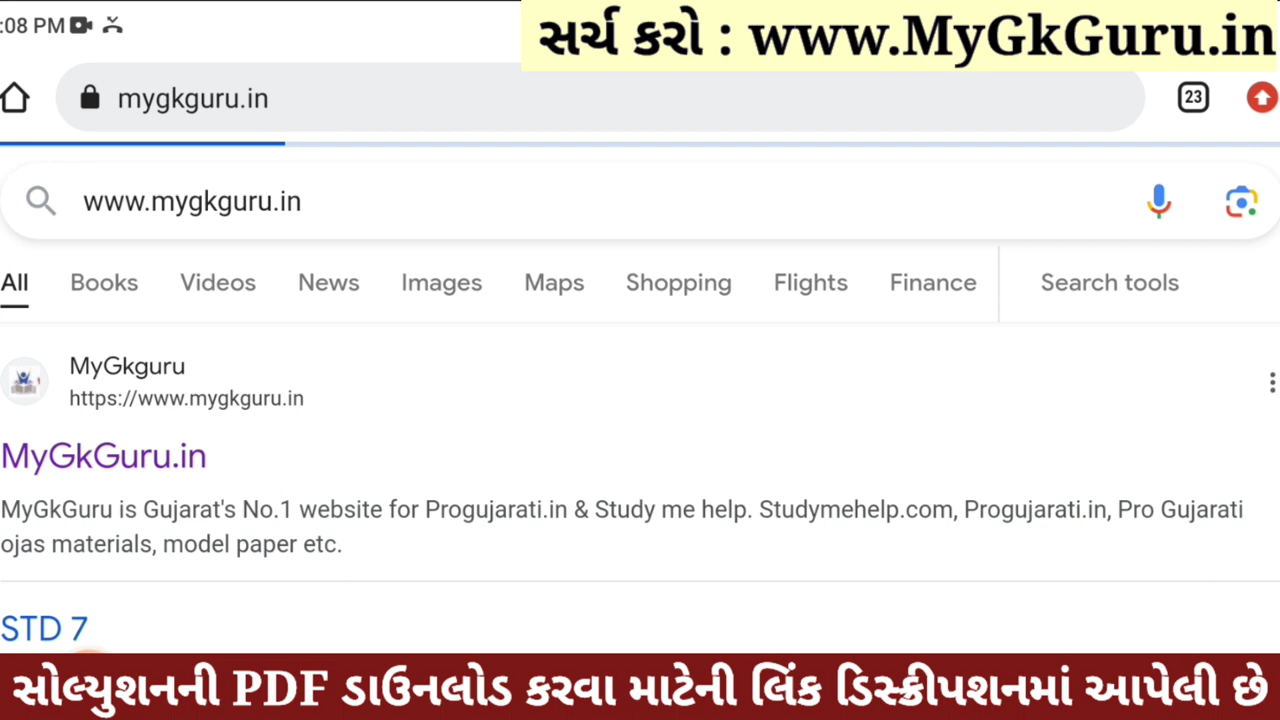 :08 PM
સર્ચ કરો : www.MyGkGuru.in
mygkguru.in
23
www.mygkguru.in
All Books Videos News Images Maps Shopping Flights Finance Search tools
MyGkguru
https://www.mygkguru.in
MyGkGuru.in
MyGkGuru is Gujarat's No.1 website for Progujarati.in & Study me help. Studymehelp.com, Progujarati.in, Pro Gujarati
ojas materials, model paper etc.
STD 7
સોલ્યુશનની PDF ડાઉનલોડ કરવા માટેની લિંક ડિસ્ક્રીપશનમાં આપેલી છે